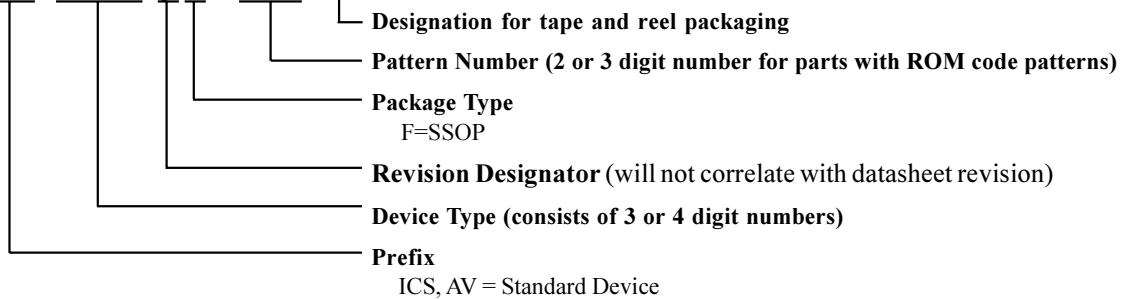 Designation for tape and reel packaging
Pattern Number (2 or 3 digit number for parts with ROM code patterns)
Package Type
F=SSOP
Revision Designator (will not correlate with datasheet revision)
Device Type (consists of 3 or 4 digit numbers)
Prefix
ICS, AV = Standard Device